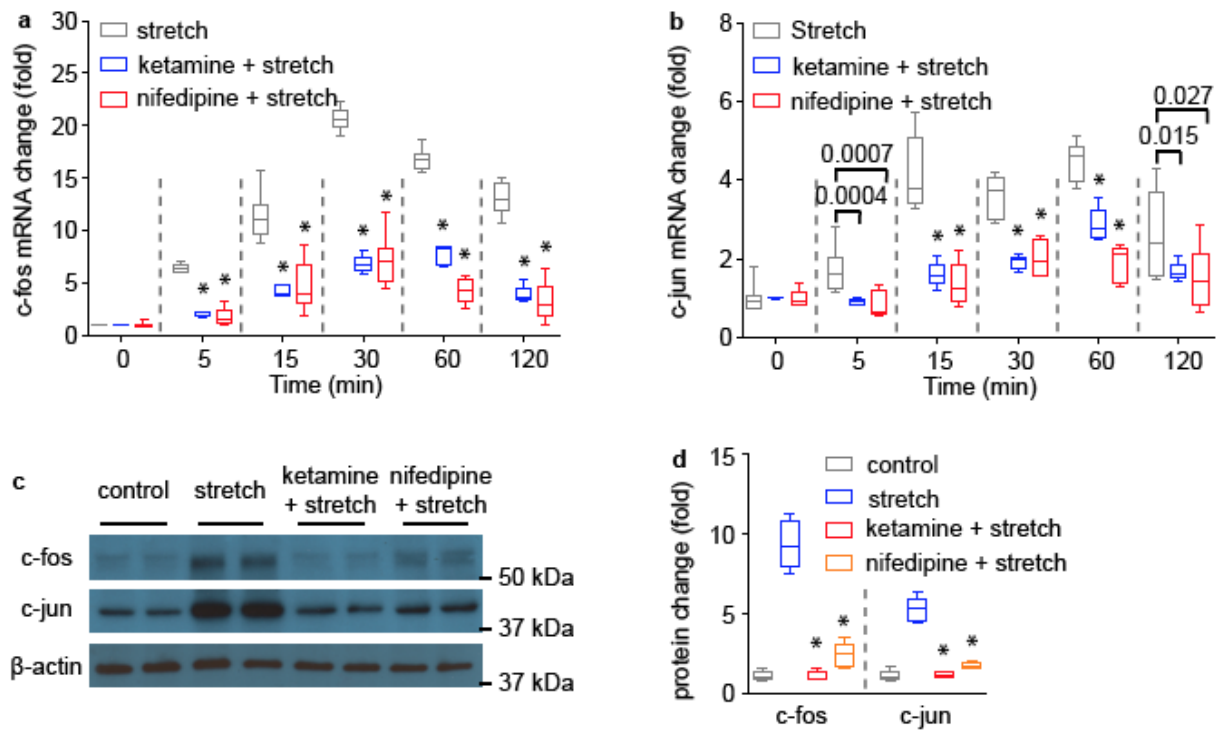 a
c-fos mRNA change (fold)
30
25
20
15
10
5
0
stretch
ketamine + stretch
nifedipine + stretch
* *
* *
* *
* *
* *
0 5 15 30 60 120
Time (min)
b
c-jun mRNA change (fold)
8
6
4
2
0
Stretch
ketamine + stretch
nifedipine + stretch
0.0007
0.0004
* *
* *
* *
0.027
0.015
0 5 15 30 60 120
Time (min)
c
control
stretch
ketamine
+ stretch
nifedipine
+ stretch
c-fos
50 kDa
c-jun
37 kDa
β-actin
37 kDa
d
protein change (fold)
15
10
5
0
control
stretch
ketamine + stretch
nifedipine + stretch
* *
* *
c-fos c-jun